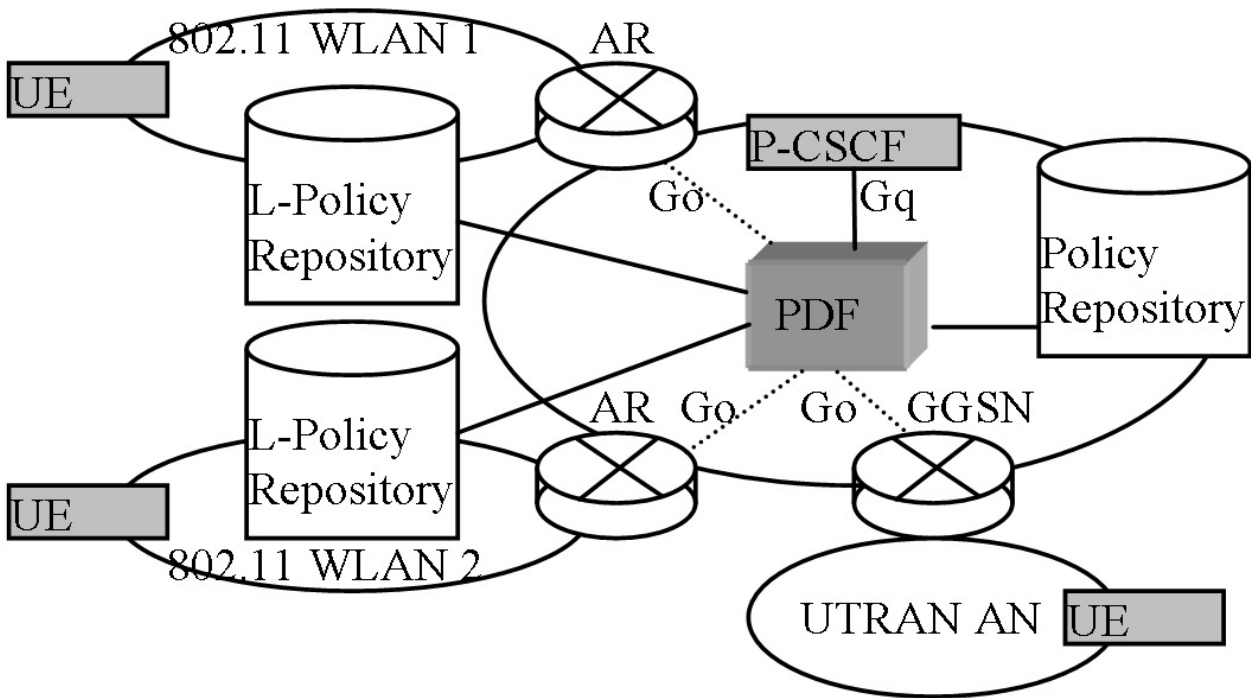 802.11 WLAN 1
AR
UE
P-CSCF
L-Policy
Repository
Go
Gq
Policy
Repository
PDF
L-Policy
Repository
AR
Go
Go
GGSN
UE
802.11 WLAN 2
UTRAN AN
UE